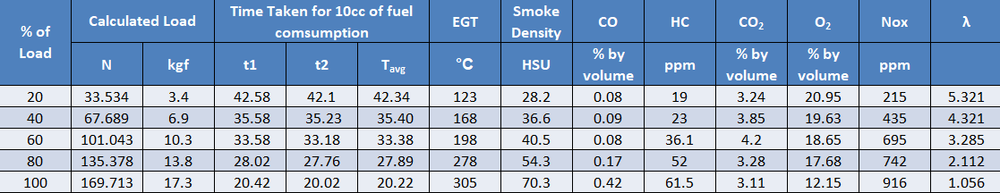 % of Load Calculated Load Time Taken for 10cc of fuel comsumption EGT Smoke Density CO HC CO₂ O₂ Nox λ
N kgf t1 t2 Tavg °C HSU % by volume ppm % by volume % by volume ppm
20 33.534 3.4 42.58 42.1 42.34 123 28.2 0.08 19 3.24 20.95 215 5.321
40 67.689 6.9 35.58 35.23 35.40 168 36.6 0.09 23 3.85 19.63 435 4.321
60 101.043 10.3 33.58 33.18 33.38 198 40.5 0.08 36.1 4.2 18.65 695 3.285
80 135.378 13.8 28.02 27.76 27.89 278 54.3 0.17 52 3.28 17.68 742 2.112
100 169.713 17.3 20.42 20.02 20.22 305 70.3 0.42 61.5 3.11 12.15 916 1.056